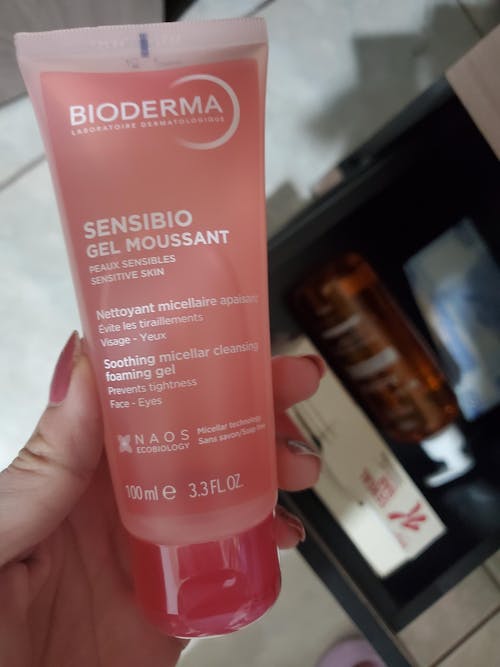 BIODERMA
LABORATOIRE DERMATOLOGIQUE
SENSIBIO
GEL MOUSSANT
PEAUX SENSIBLES
SENSITIVE SKIN
Nettoyant micellaire apaisant
Évite les tiraillements
Visage - Yeux
Soothing micellar cleansing
foaming gel
Prevents tightness
Face - Eyes
NAOS
ECOBIOLOGY
Micellar technology
Sans savon/Soap free
100 ml e 3.3 FL.OZ.